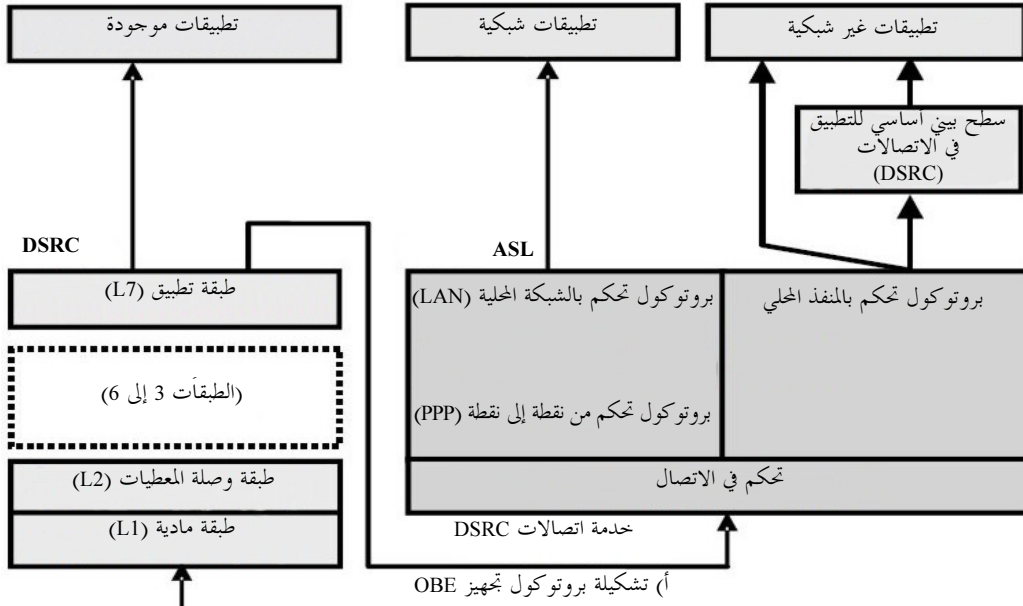 تطبيقات غير شبكية
تطبيقات شبكية
تطبيقات موجودة
سطح بيني أساسي للتطبيق
في الاتصالات
(DSRC)
ASL
DSRC
بروتوكول تحكم بالمنفذ المحلي
بروتوكول تحكم بالشبكة المحلية (LAN)
طبقة تطبيق (L7)
(الطبقات 3 إلى 6)
بروتوكول تحكم من نقطة إلى نقطة (PPP)
تحكم في الاتصال
طبقة وصلة المعطيات (L2)
طبقة مادية (L1)
خدمة اتصالات DSRC
أ) تشكيلة بروتوكول تجهيز OBE